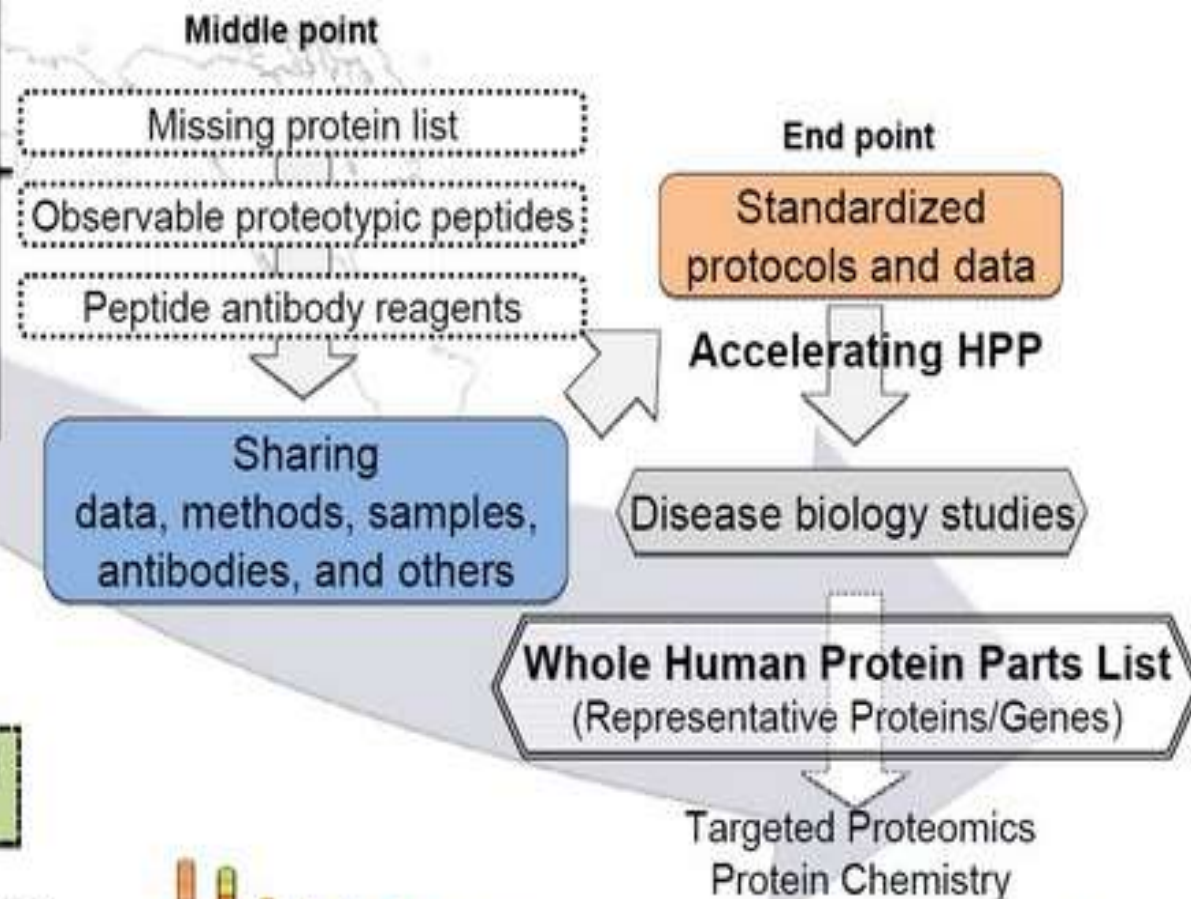 Middle point
Missing protein list
Observable proteotypic peptides
Peptide antibody reagents
Sharing
data, methods, samples,
antibodies, and others
End point
Standardized
protocols and data
Accelerating HPP
Disease biology studies
Whole Human Protein Parts List
(Representative Proteins/Genes)
Targeted Proteomics
Protein Chemistry